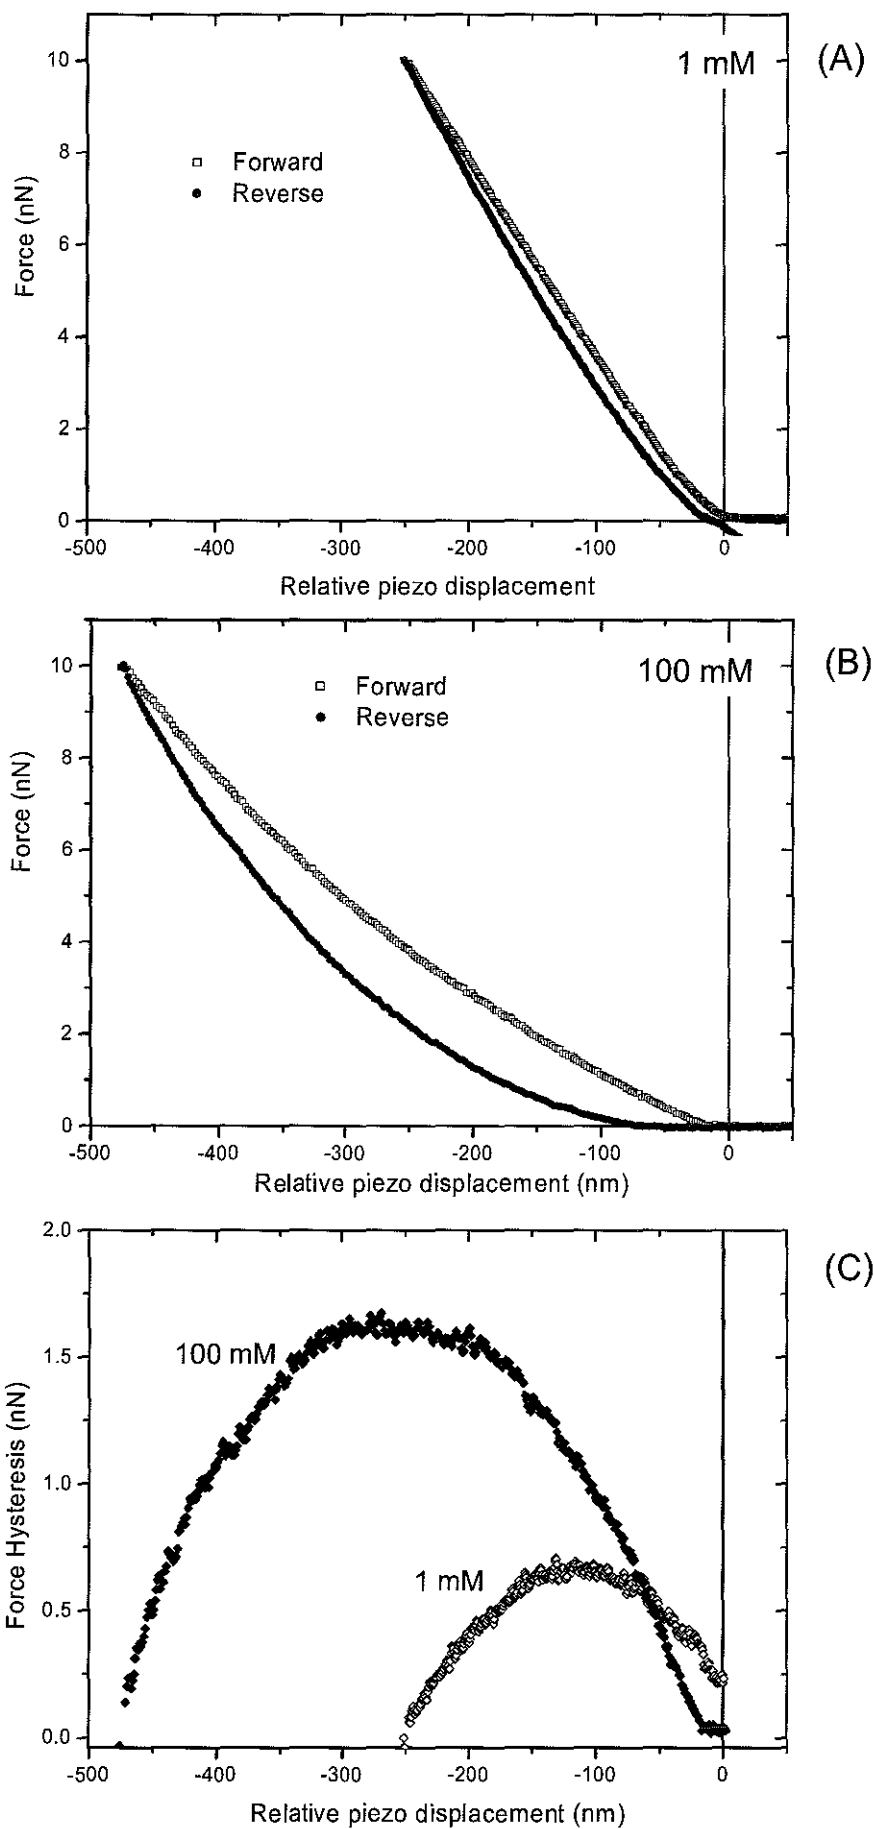 (A)
1 mM
10
8
6
4
2
0
Force (nN)
Forward
Reverse
-500
-400
-300
-200
-100
0
Relative piezo displacement
(B)
100 mM
10
8
6
4
2
0
Force (nN)
Forward
Reverse
-500
-400
-300
-200
-100
0
Relative piezo displacement (nm)
(C)
2.0
1.5
1.0
0.5
0.0
Force Hysteresis (nN)
100 mM
1 mM
-500
-400
-300
-200
-100
0
Relative piezo displacement (nm)